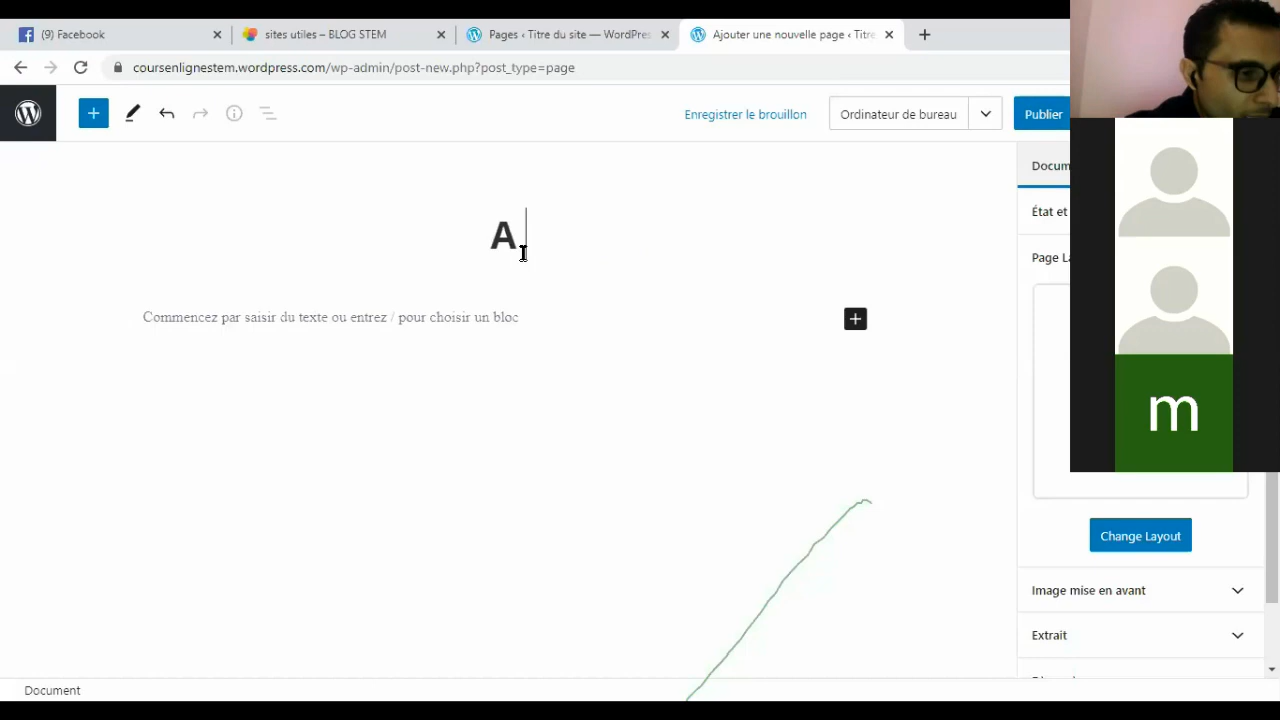 (9) Facebook
sites utiles – BLOG STEM
Pages ‹ Titre du site — WordPres
Ajouter une nouvelle page ‹ Titre
coursenlignestem.wordpress.com/wp-admin/post-new.php?post_type=page
Enregistrer le brouillon
Ordinateur de bureau
Publier
Docum
État et
A
Page La
Commencez par saisir du texte ou entrez / pour choisir un bloc
m
Change Layout
Image mise en avant
Extrait
Document